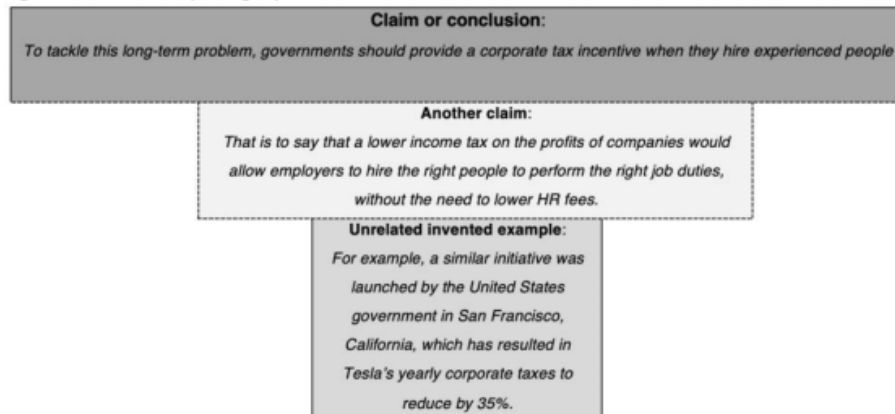 Claim or conclusion:
To tackle this long-term problem, governments should provide a corporate tax incentive when they hire experienced people
Another claim:
That is to say that a lower income tax on the profits of companies would
allow employers to hire the right people to perform the right job duties,
without the need to lower HR fees.
Unrelated invented example:
For example, a similar initiative was
launched by the United States
government in San Francisco,
California, which has resulted in
Tesla's yearly corporate taxes to
reduce by 35%.